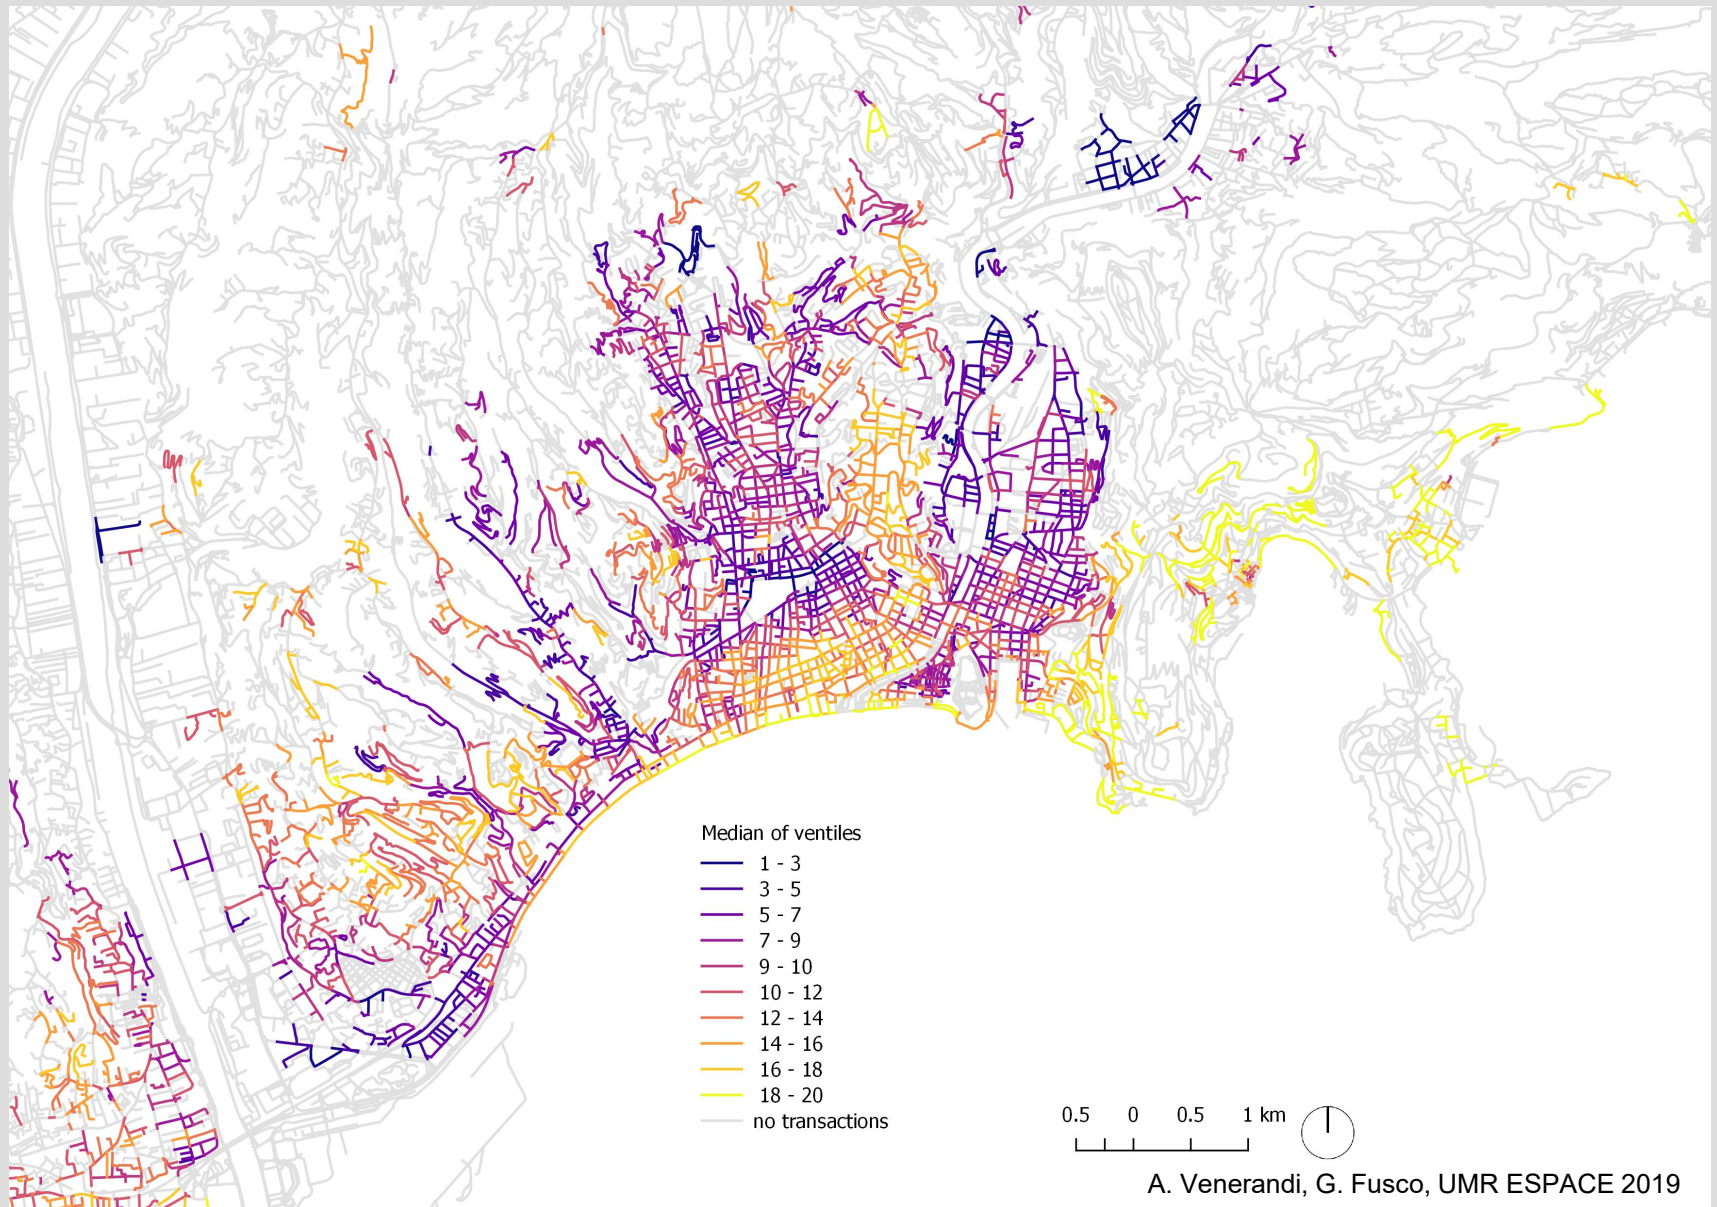 Median of ventiles
1 - 3
3 - 5
5 - 7
7 - 9
9 - 10
10 - 12
12 - 14
14 - 16
16 - 18
18 - 20
no transactions
0.5 0 0.5 1 km
A. Venerandi, G. Fusco, UMR ESPACE 2019